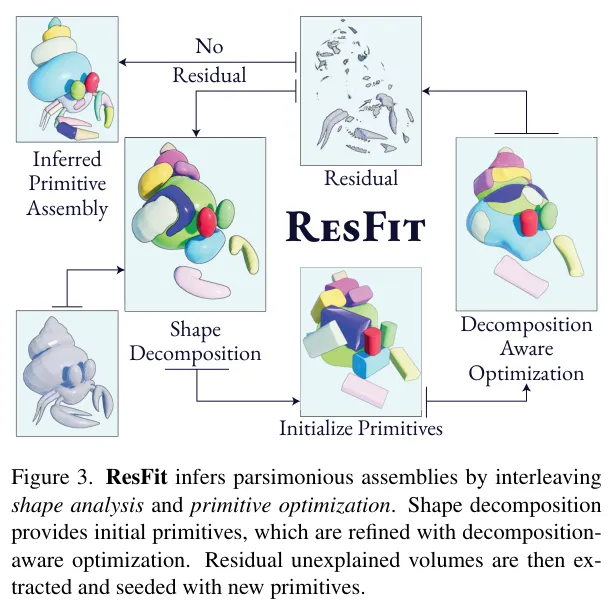 No
Residual
Inferred
Primitive
Assembly
Residual
RESFIT
Shape
Decomposition
Decomposition
Aware
Optimization
Initialize Primitives
Figure 3. ResFit infers parsimonious assemblies by interleaving
shape analysis and primitive optimization. Shape decomposition
provides initial primitives, which are refined with decomposition-
aware optimization. Residual unexplained volumes are then ex-
tracted and seeded with new primitives.